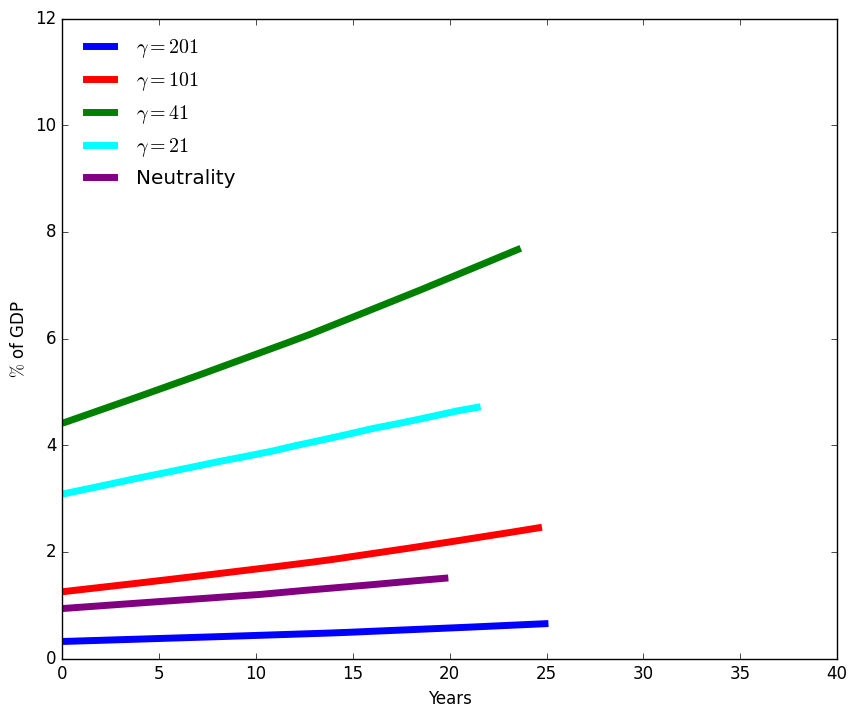 12
10
8
6
4
2
0
% of GDP
γ = 201
γ = 101
γ = 41
γ = 21
Neutrality
0 5 10 15 20 25 30 35 40
Years